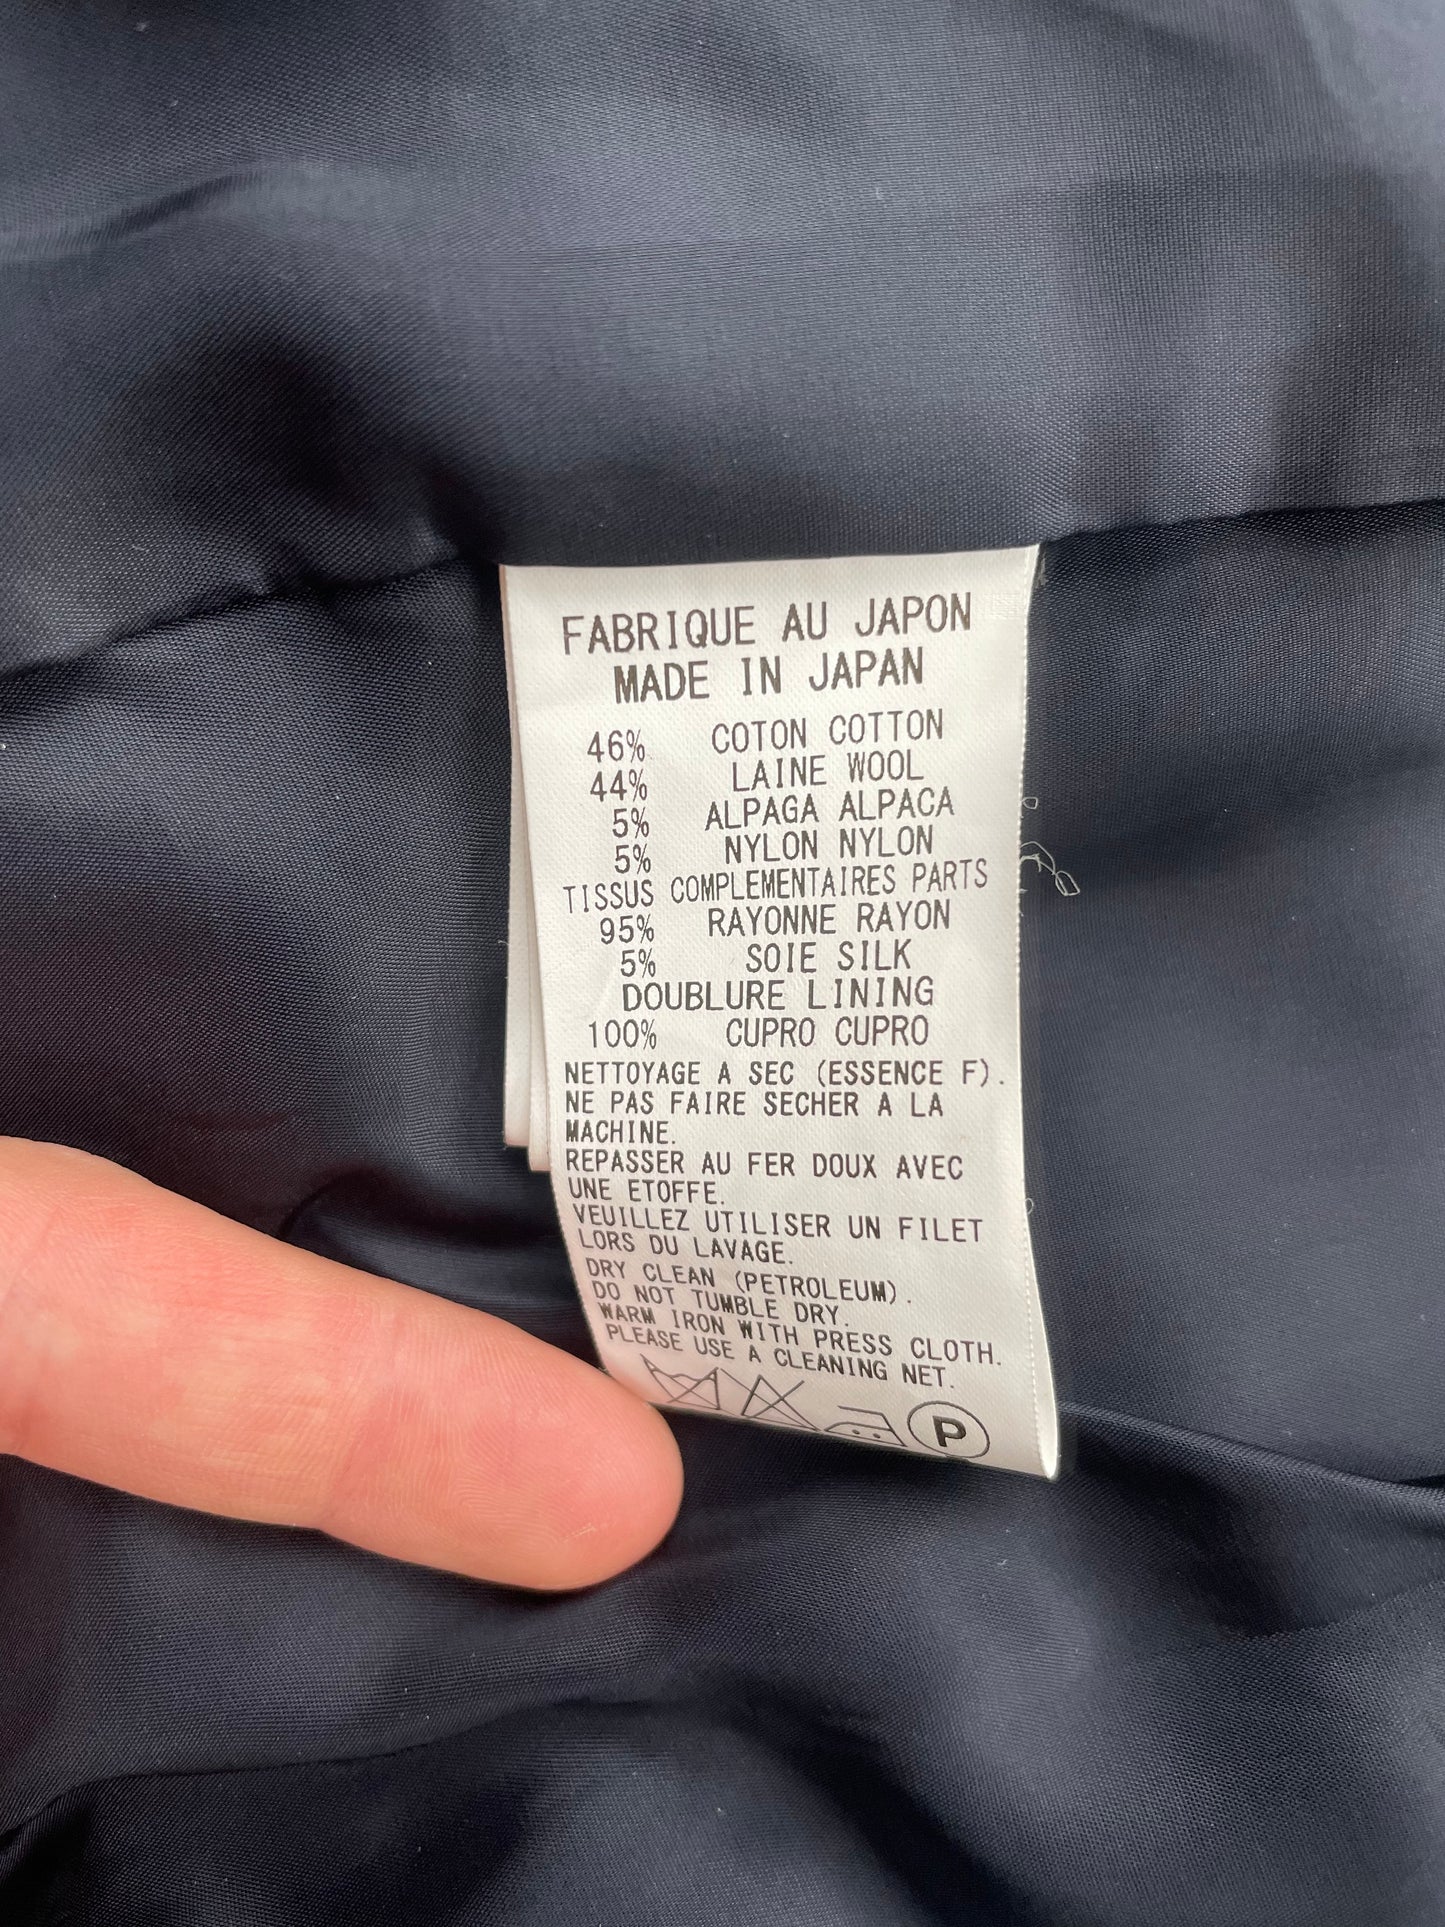 FABRIQUE AU JAPON
MADE IN JAPAN
46% COTON COTTON
44% LAINE WOOL
5% ALPAGA ALPACA
5% NYLON NYLON
TISSUS COMPLEMENTAIRES PARTS
95% RAYONNE RAYON
5% SOIE SILK
DOUBLURE LINING
100% CUPRO CUPRO
NETTOYAGE A SEC (ESSENCE F).
NE PAS FAIRE SECHER A LA
MACHINE.
REPASSER AU FER DOUX AVEC
UNE ETOFFE.
VEUILLEZ UTILISER UN FILET
LORS DU LAVAGE.
DRY CLEAN (PETROLEUM).
DO NOT TUMBLE DRY.
WARM IRON WITH PRESS CLOTH.
PLEASE USE A CLEANING NET.
P